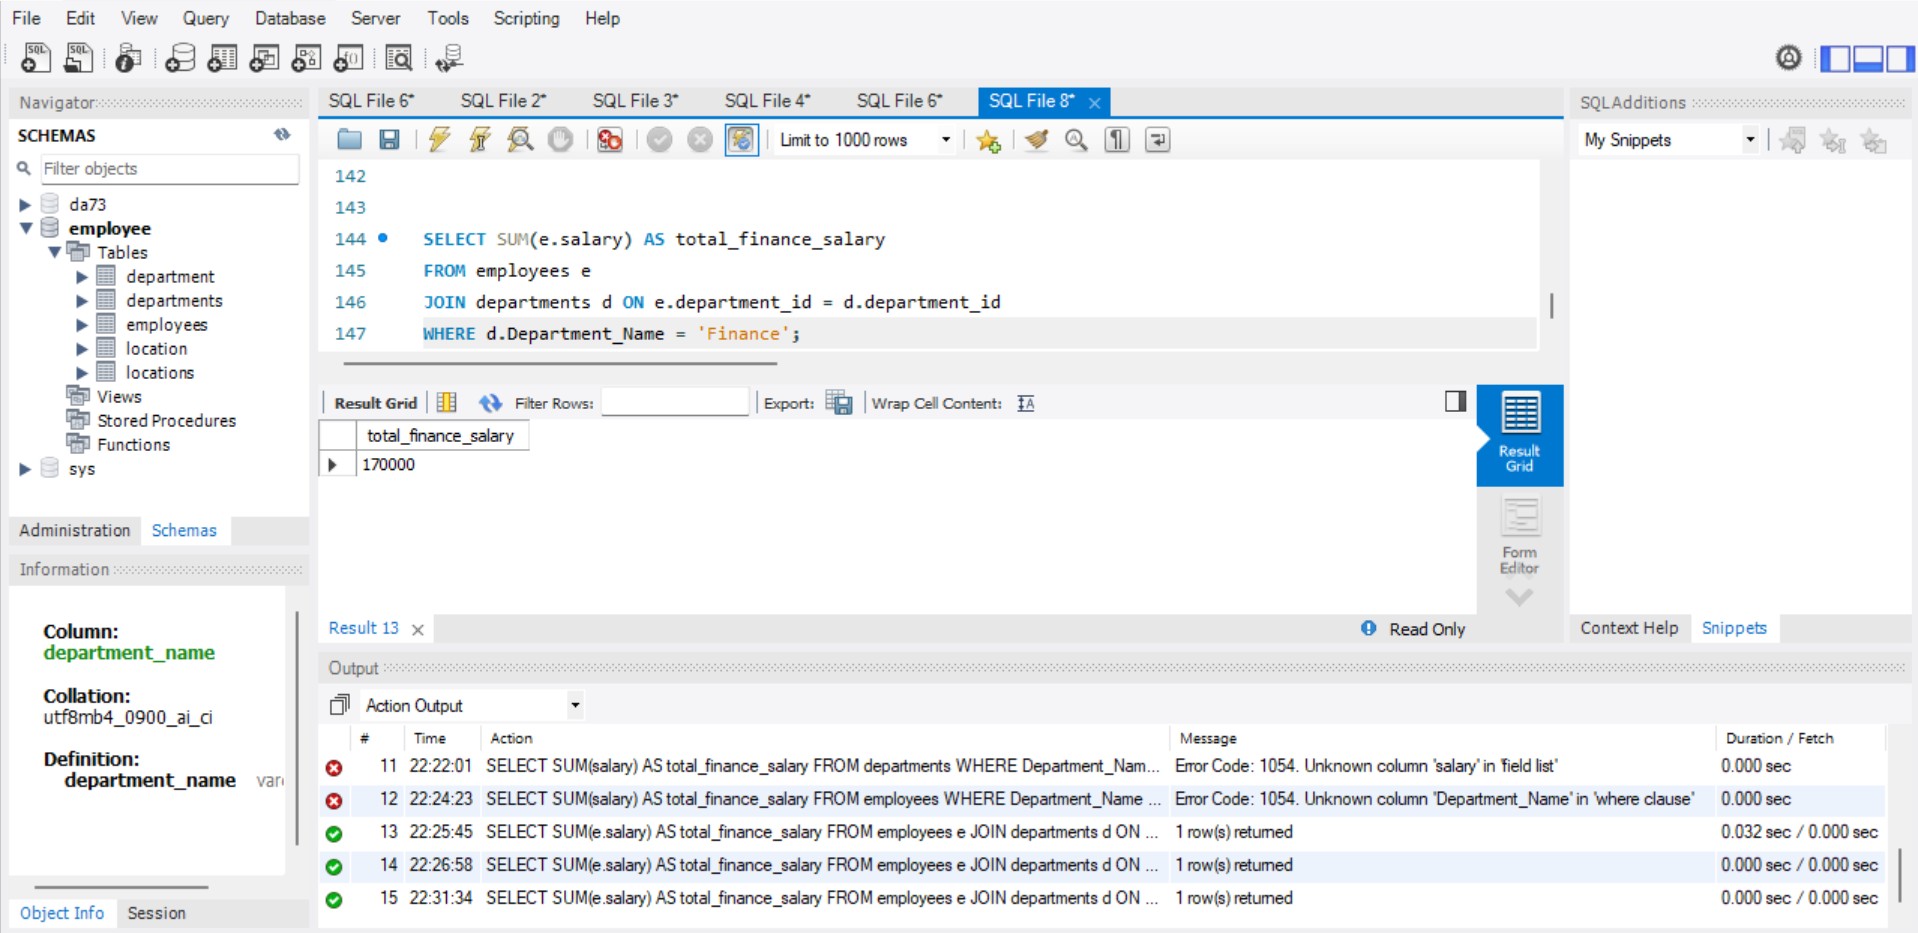 File Edit View Query Database Server Tools Scripting Help
Navigator
SCHEMAS
Filter objects
da73
employee
Tables
department
departments
employees
location
locations
Views
Stored Procedures
Functions
sys
Administration Schemas
Information
Column:
department_name
Collation:
utf8mb4_0900_ai_ci
Definition:
department_name
SQL File 6* SQL File 2* SQL File 3* SQL File 4* SQL File 6* SQL File 8*
Limit to 1000 rows
142
143
144 SELECT SUM(e.salary) AS total_finance_salary
145 FROM employees e
146 JOIN departments d ON e.department_id = d.department_id
147 WHERE d.Department_Name = 'Finance';
Result Grid Filter Rows: Export: Wrap Cell Content:
total_finance_salary
170000
Result
Grid
Form
Editor
Result 13 Read Only
SQLAdditions
My Snippets
Context Help Snippets
Output
Action Output
# Time Action Message Duration / Fetch
11 22:22:01 SELECT SUM(salary) AS total_finance_salary FROM departments WHERE Department_Nam... Error Code: 1054. Unknown column 'salary' in 'field list' 0.000 sec
12 22:24:23 SELECT SUM(salary) AS total_finance_salary FROM employees WHERE Department_Name ... Error Code: 1054. Unknown column 'Department_Name' in 'where clause' 0.000 sec
13 22:25:45 SELECT SUM(e.salary) AS total_finance_salary FROM employees e JOIN departments d ON ... 1 row(s) returned 0.032 sec / 0.000 sec
14 22:26:58 SELECT SUM(e.salary) AS total_finance_salary FROM employees e JOIN departments d ON ... 1 row(s) returned 0.000 sec / 0.000 sec
15 22:31:34 SELECT SUM(e.salary) AS total_finance_salary FROM employees e JOIN departments d ON ... 1 row(s) returned 0.000 sec / 0.000 sec
Object Info Session